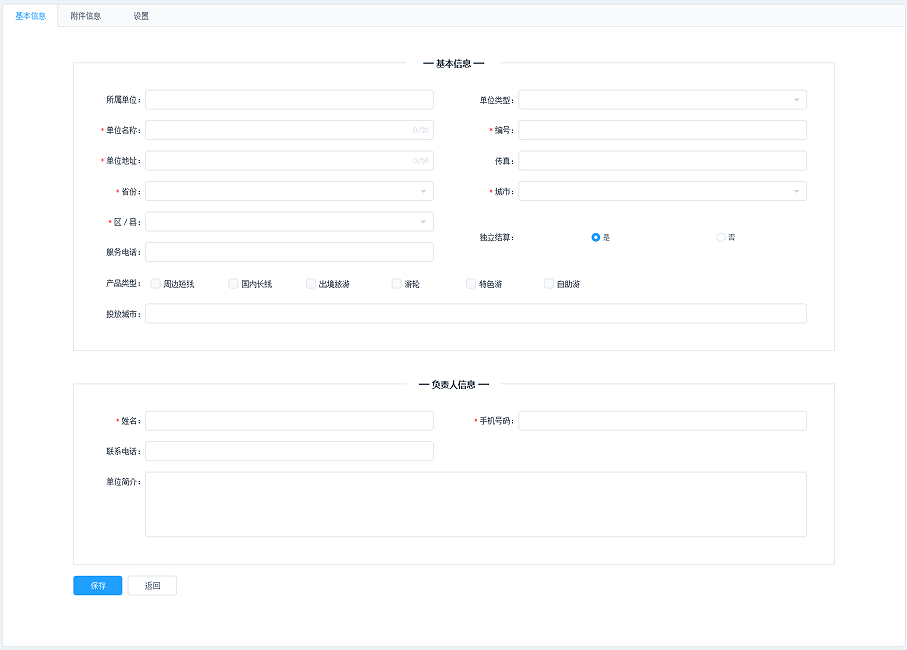 基本信息 附件信息 设置
— 基本信息 —
所属单位: 单位类型:
* 单位名称: 0/20 * 编号:
* 单位地址: 0/50 传真:
* 省份: * 城市:
* 区 / 县:
独立结算: 是 否
服务电话:
产品类型: 周边短线 国内长线 出境旅游 游轮 特色游 自助游
投放城市:
— 负责人信息 —
* 姓名: * 手机号码:
联系电话:
单位简介:
保存 返回